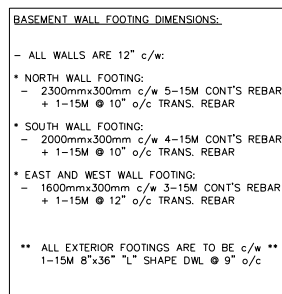 BASEMENT WALL FOOTING DIMENSIONS:
- ALL WALLS ARE 12" c/w:
* NORTH WALL FOOTING:
- 2300mmx300mm c/w 5-15M CONT'S REBAR
+ 1-15M @ 10" o/c TRANS. REBAR
* SOUTH WALL FOOTING:
- 2000mmx300mm c/w 4-15M CONT'S REBAR
+ 1-15M @ 10" o/c TRANS. REBAR
* EAST AND WEST WALL FOOTING:
- 1600mmx300mm c/w 3-15M CONT'S REBAR
+ 1-15M @ 12" o/c TRANS. REBAR
** ALL EXTERIOR FOOTINGS ARE TO BE c/w **
1-15M 8"x36" "L" SHAPE DWL @ 9" o/c